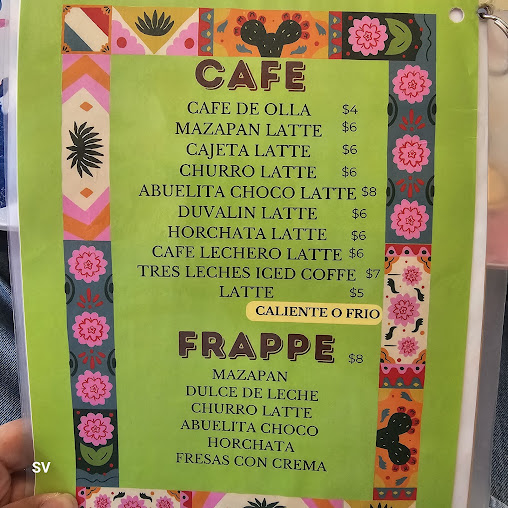 CAFE
CAFE DE OLLA $4
MAZAPAN LATTE $6
CAJETA LATTE $6
CHURRO LATTE $6
ABUELITA CHOCO LATTE $8
DUVALIN LATTE $6
HORCHATA LATTE $6
CAFE LECHERO LATTE $6
TRES LECHES ICED COFFE $7
LATTE $5
CALIENTE O FRIO
FRAPPE $8
MAZAPAN
DULCE DE LECHE
CHURRO LATTE
ABUELITA CHOCO
HORCHATA
FRESAS CON CREMA
SV